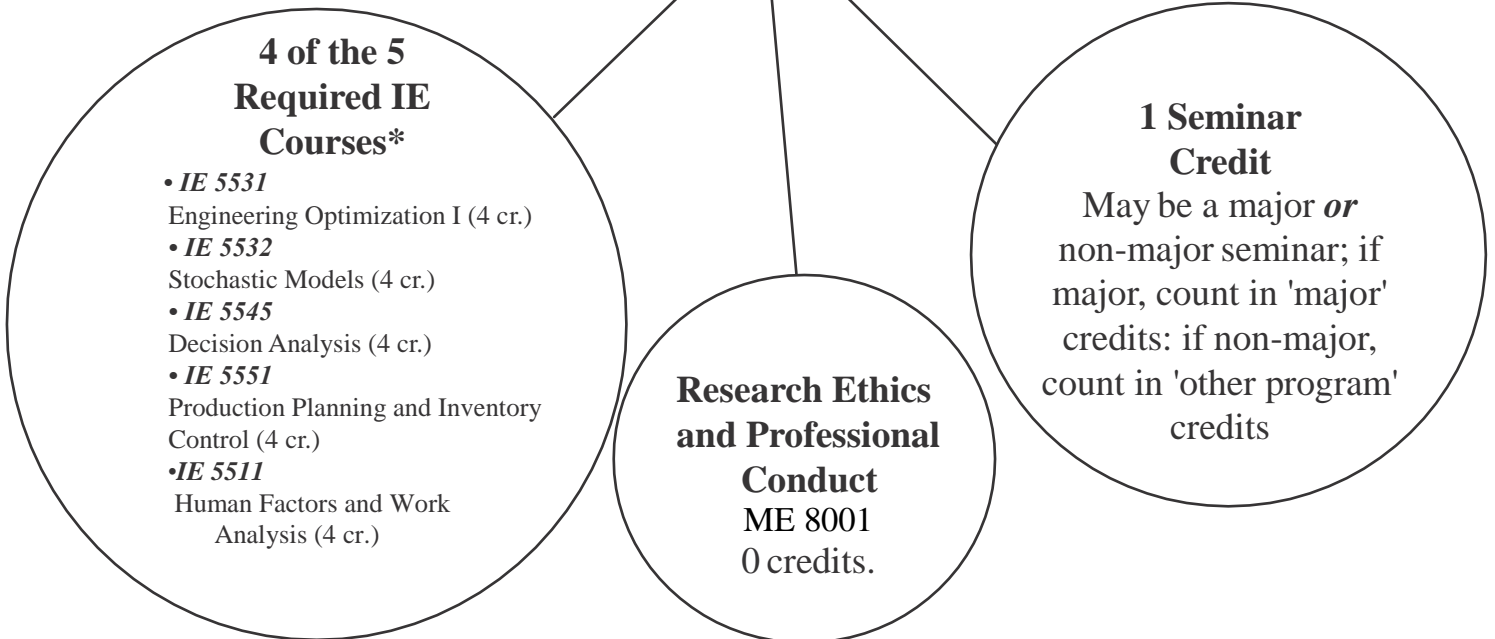 4 of the 5
Required IE
Courses*
• IE 5531
Engineering Optimization I (4 cr.)
• IE 5532
Stochastic Models (4 cr.)
• IE 5545
Decision Analysis (4 cr.)
• IE 5551
Production Planning and Inventory
Control (4 cr.)
•IE 5511
Human Factors and Work
Analysis (4 cr.)
Research Ethics
and Professional
Conduct
ME 8001
0 credits.
1 Seminar
Credit
May be a major or
non-major seminar; if
major, count in 'major'
credits: if non-major,
count in 'other program'
credits